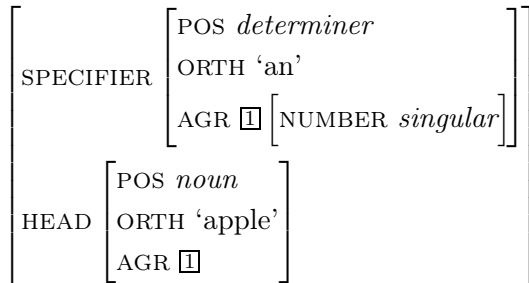 POS determiner
SPECIFIER ORTH ‘an’
AGR 1 [NUMBER singular]
POS noun
HEAD ORTH ‘apple’
AGR 1